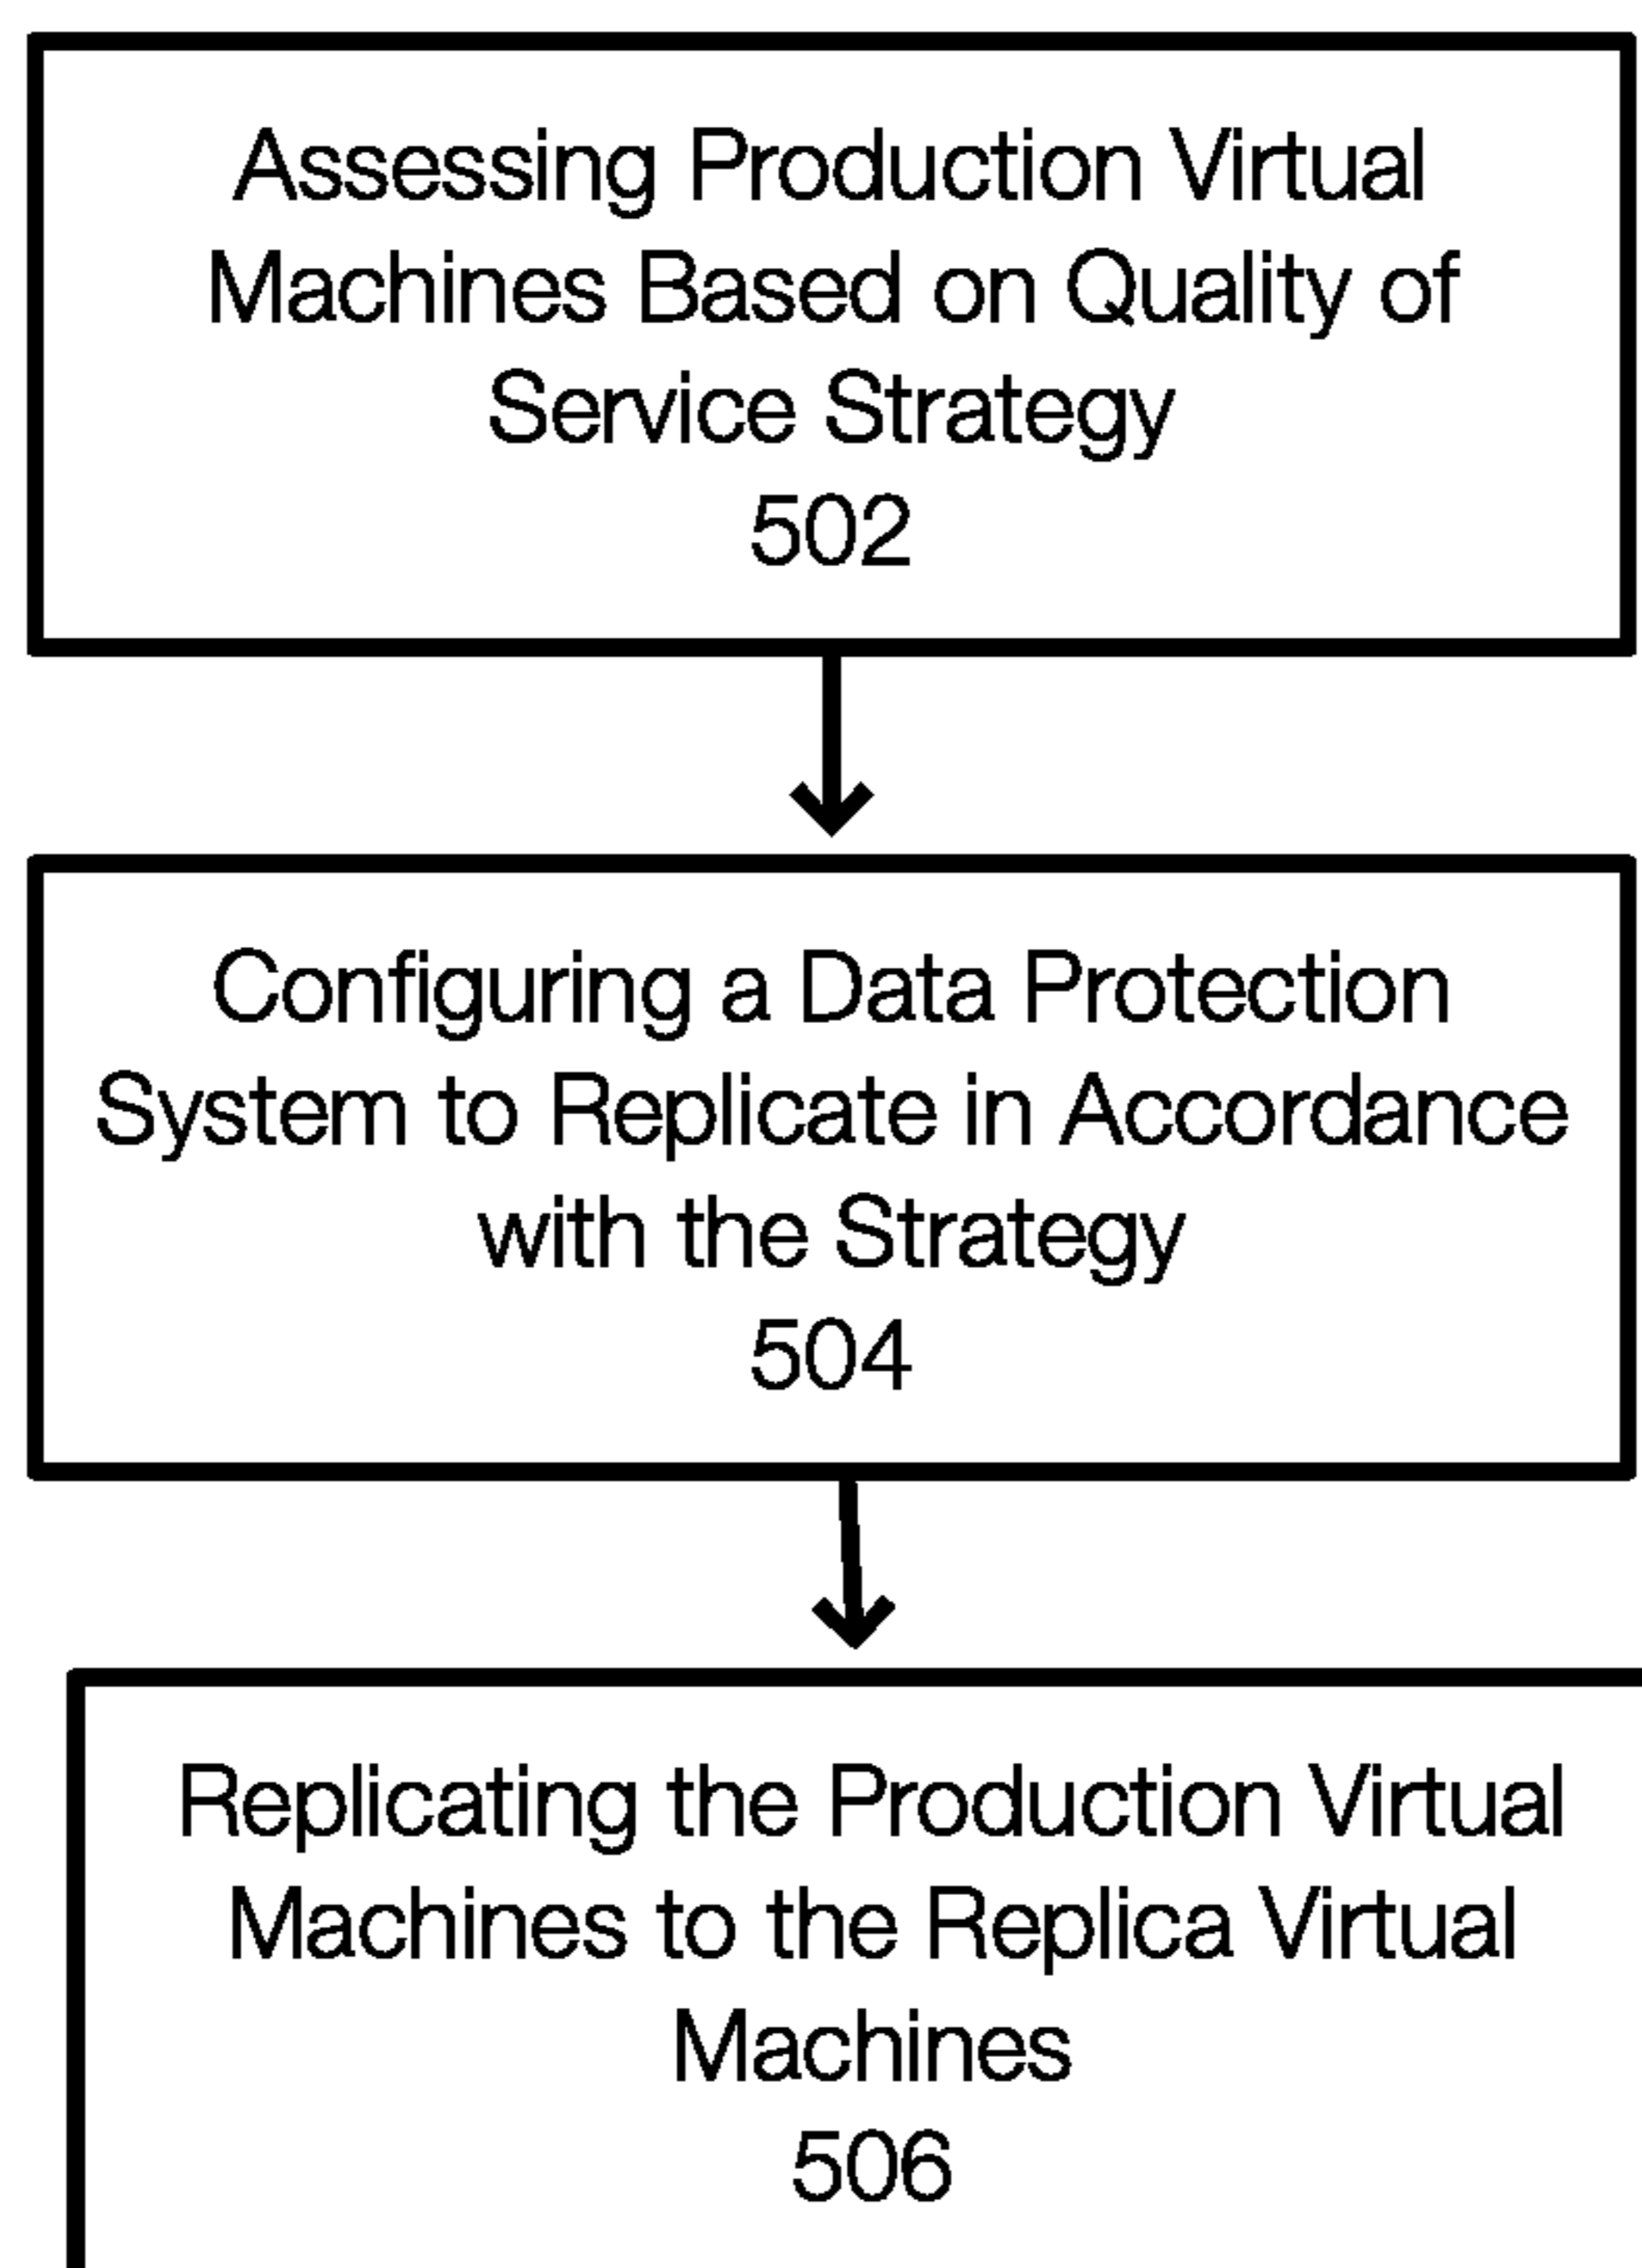 Assessing Production Virtual
Machines Based on Quality of
Service Strategy
502
Configuring a Data Protection
System to Replicate in Accordance
with the Strategy
504
Replicating the Production Virtual
Machines to the Replica Virtual
Machines
506